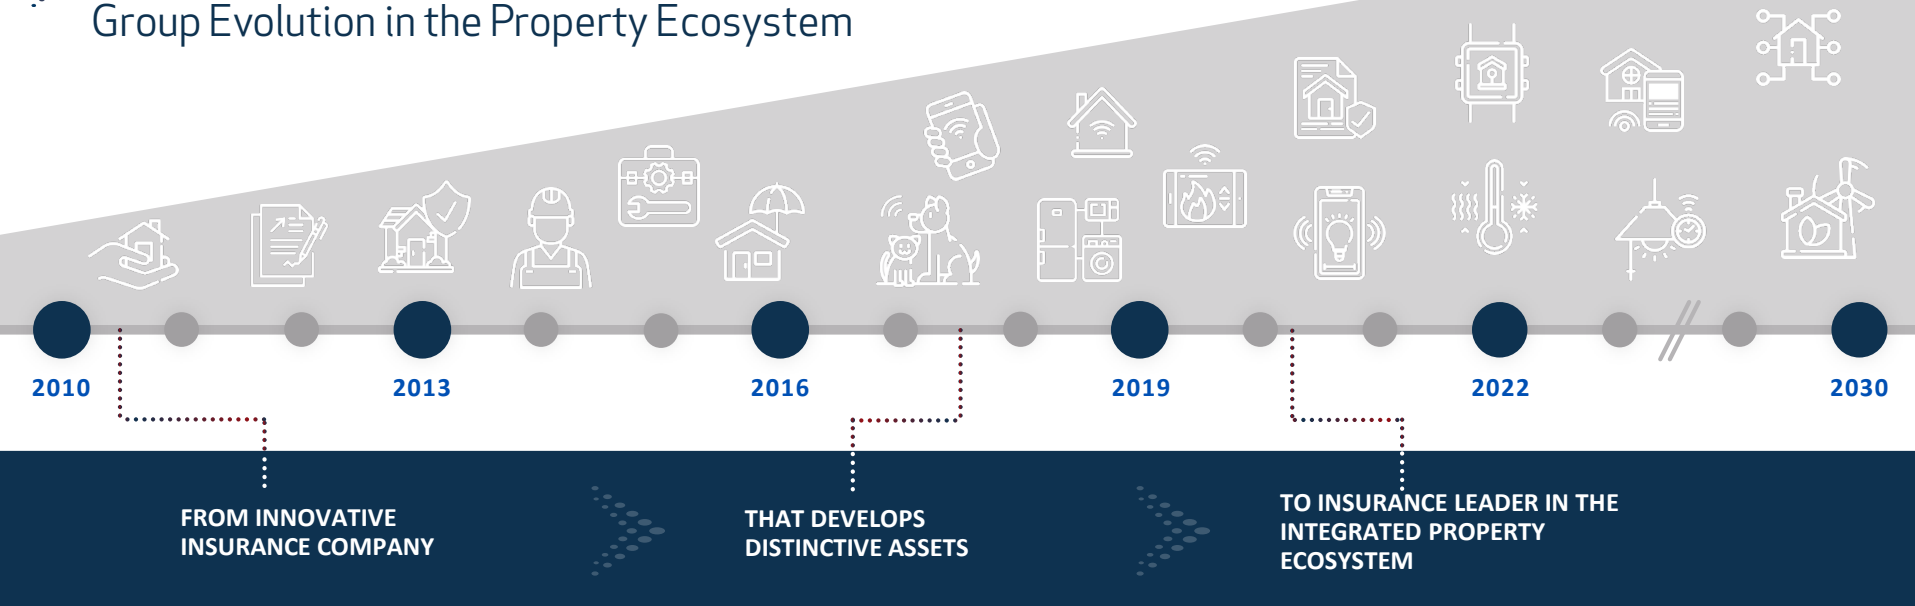 Group Evolution in the Property Ecosystem
2010
2013
2016
2019
2022
2030
FROM INNOVATIVE
INSURANCE COMPANY
THAT DEVELOPS
DISTINCTIVE ASSETS
TO INSURANCE LEADER IN THE
INTEGRATED PROPERTY
ECOSYSTEM